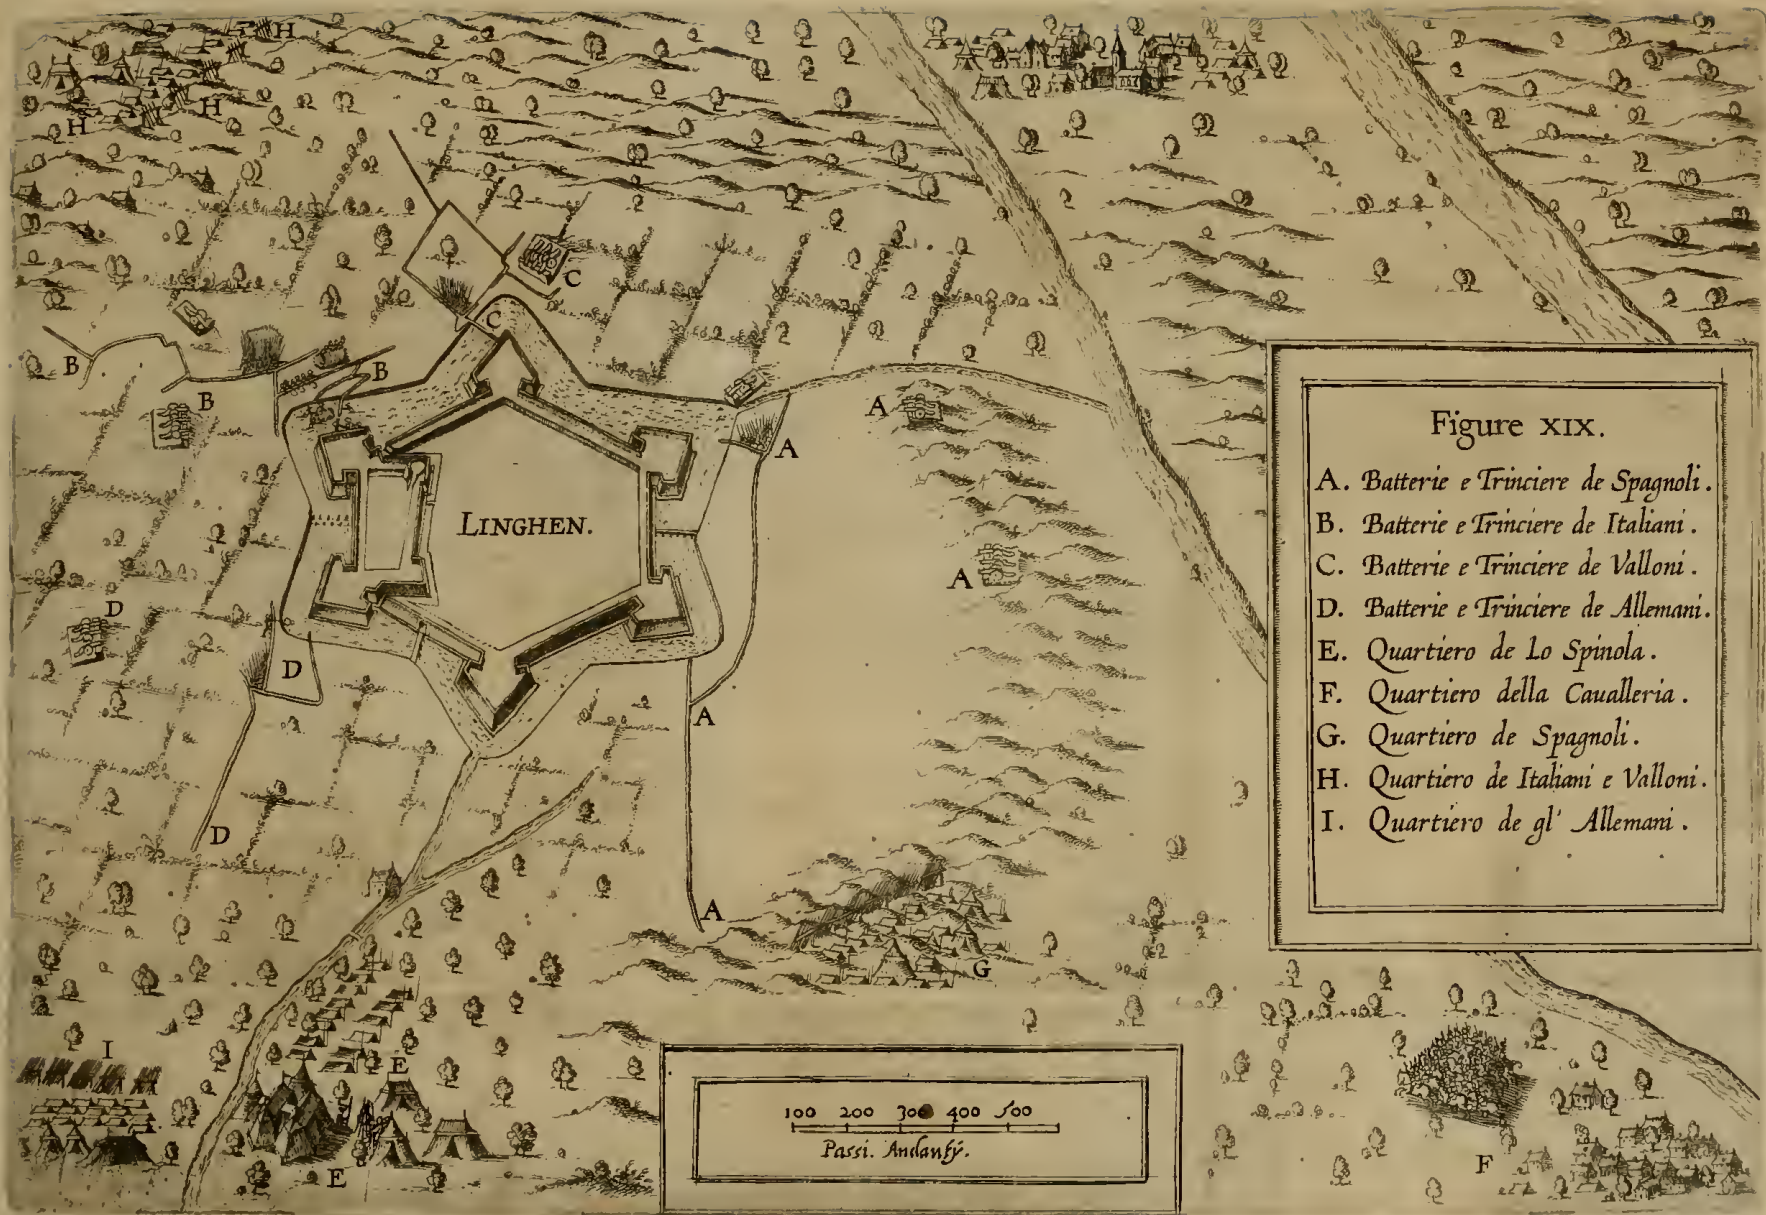 H
H
H
C
C
B
B
B
A
A
LINGHEN.
A
D
D
A
D
A
G
I
E
E
F
Figure XIX.
A. Batterie e Trinciere de Spagnoli.
B. Batterie e Trinciere de Italiani.
C. Batterie e Trinciere de Valloni.
D. Batterie e Trinciere de Allemani.
E. Quartiero de Lo Spinola.
F. Quartiero della Caualleria.
G. Quartiero de Spagnoli.
H. Quartiero de Italiani e Valloni.
I. Quartiero de gl' Allemani.
100 200 300 400 500
Passi. Andantÿ.